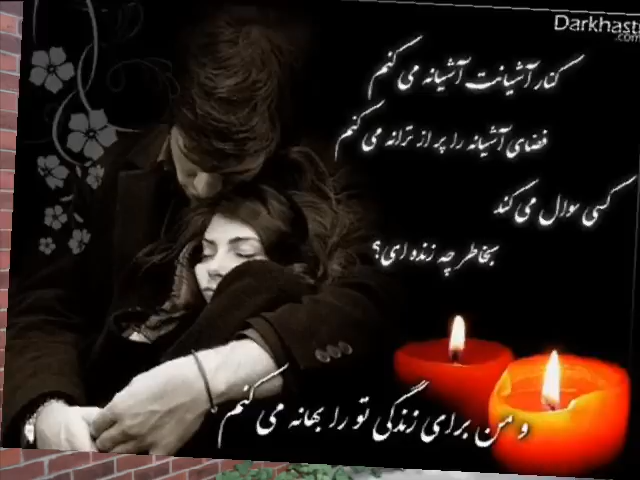 Darkhast
.com
کنار آشیانت آشیانه می کنم
فضای آشیانه را پر از ترانه می کنم
کسی سوال می کند
بخاطر چه زنده ای؟
و من برای زندگی تو را بهانه می کنم